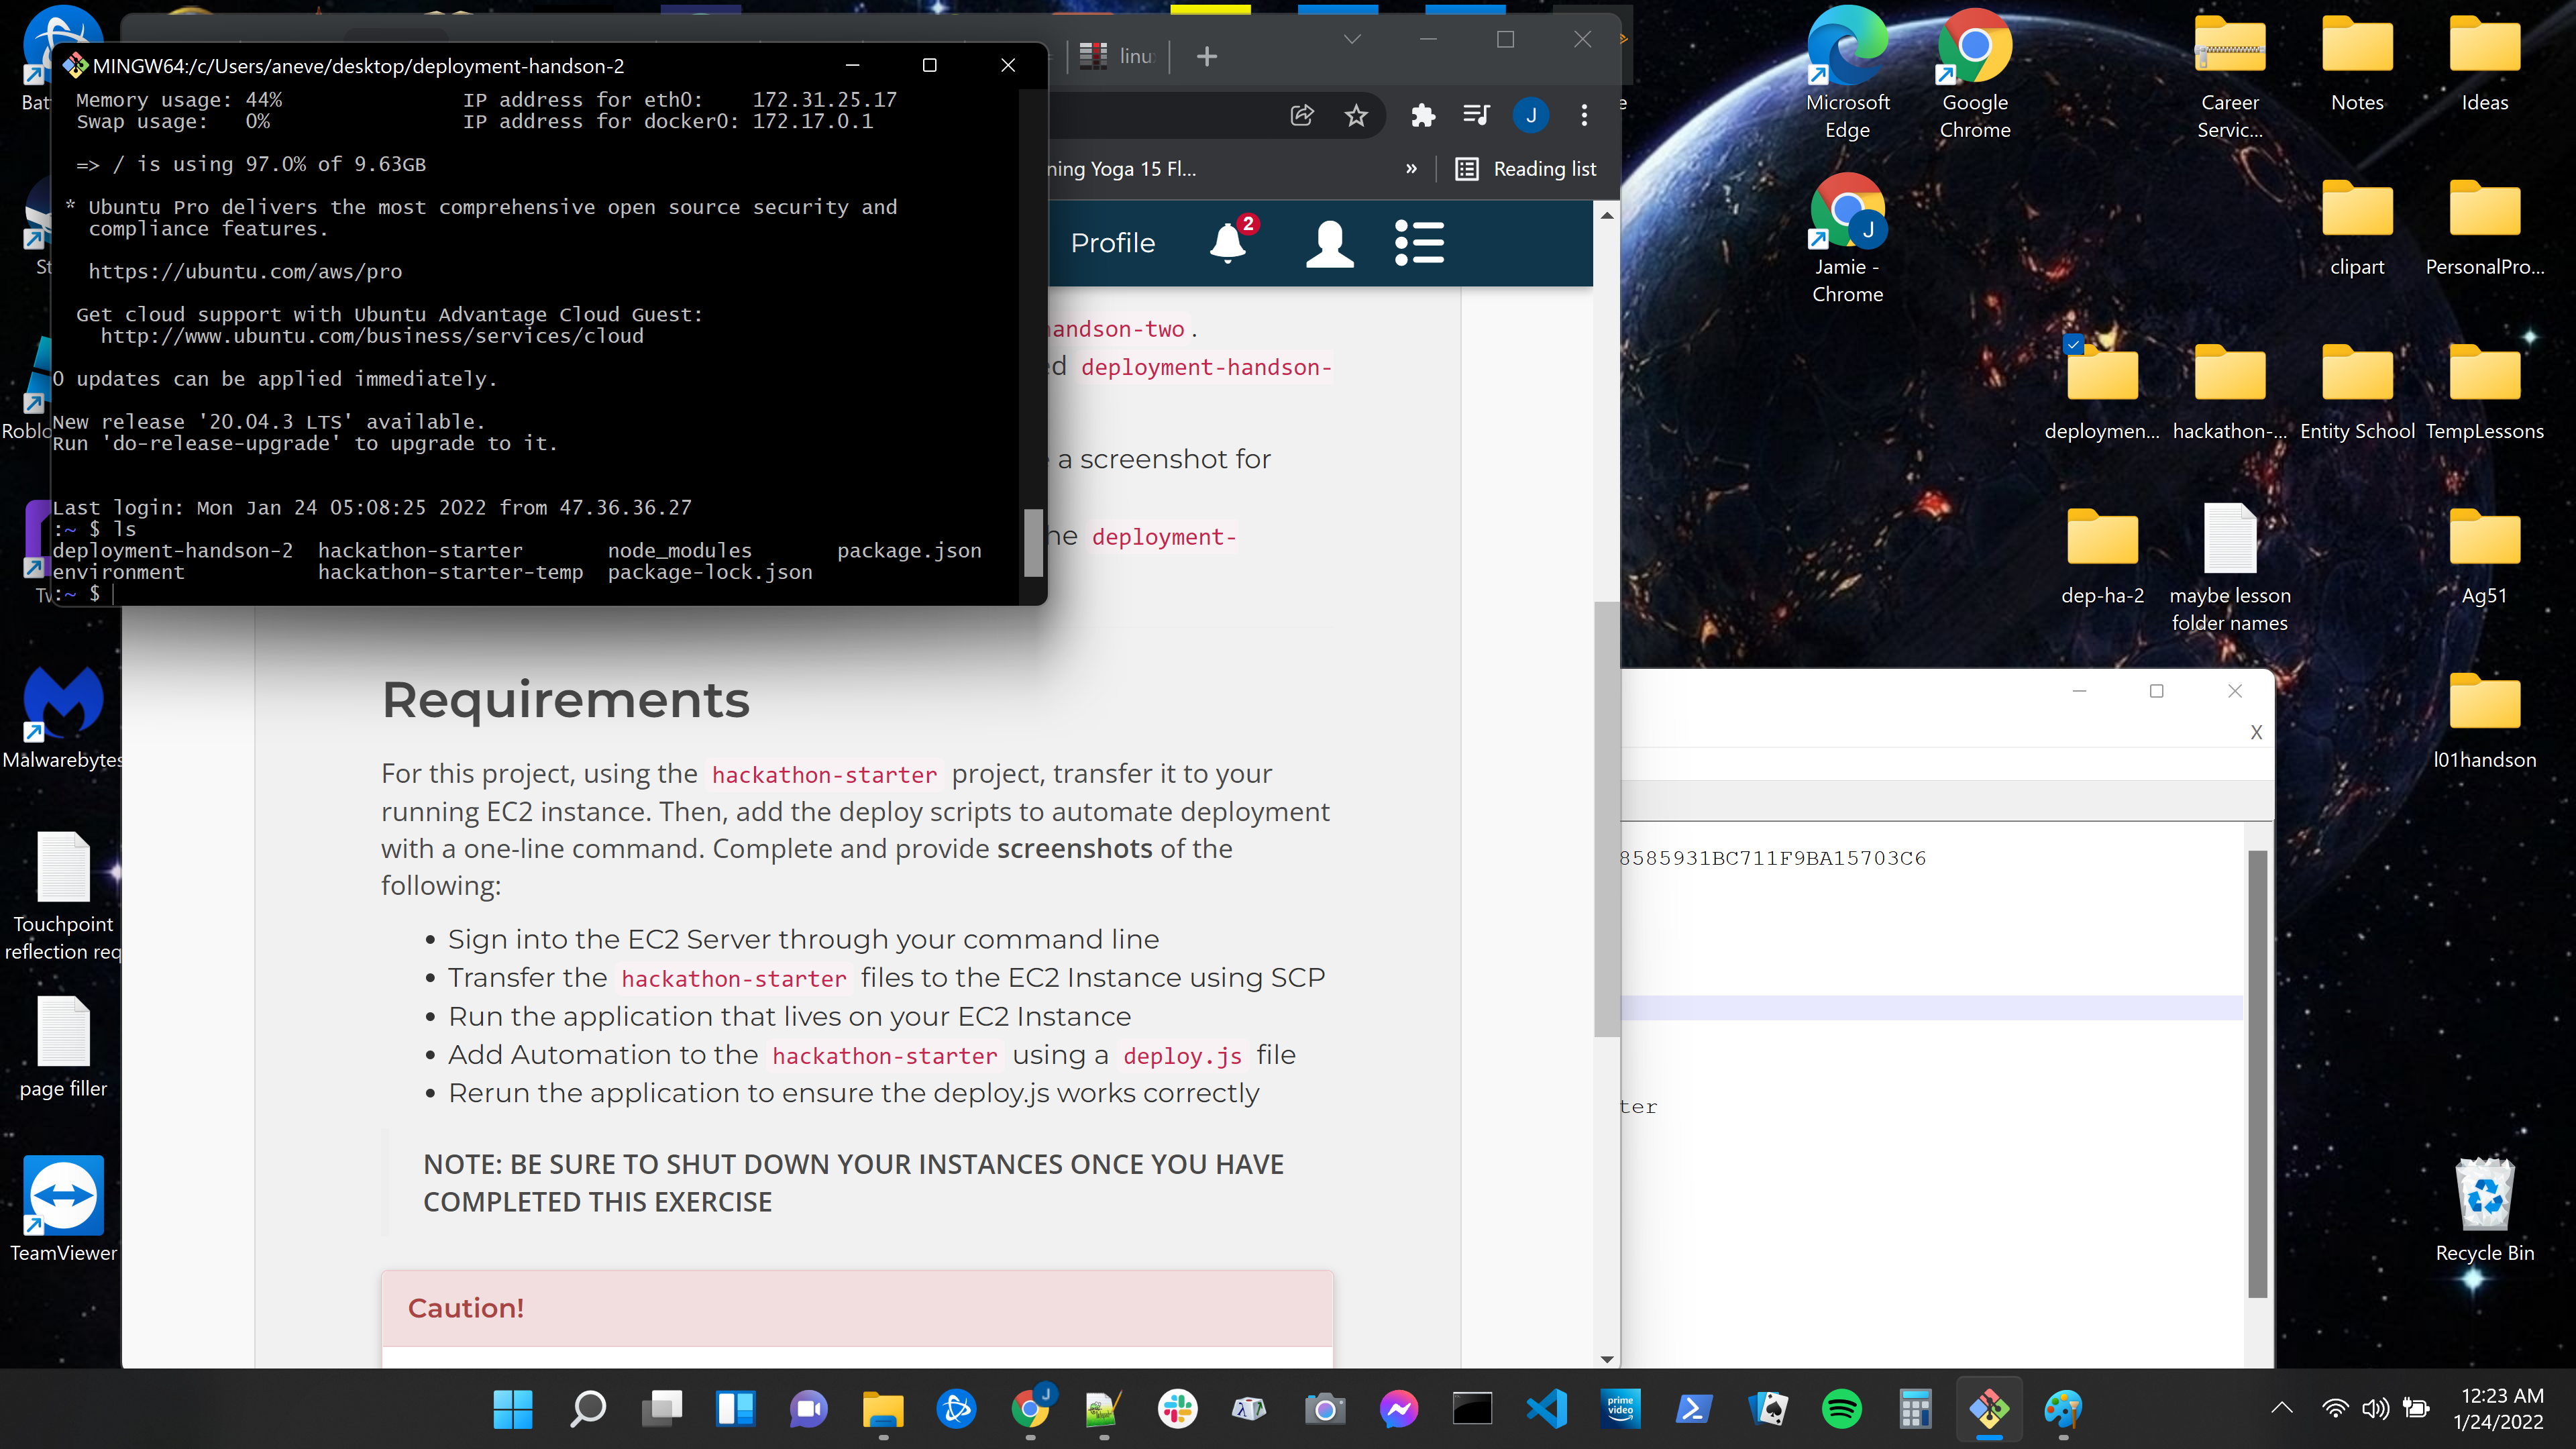 MINGW64:/c/Users/aneve/desktop/deployment-handson-2
Memory usage: 44% IP address for eth0: 172.31.25.17
Swap usage: 0% IP address for docker0: 172.17.0.1
=> / is using 97.0% of 9.63GB
* Ubuntu Pro delivers the most comprehensive open source security and
compliance features.
https://ubuntu.com/aws/pro
Get cloud support with Ubuntu Advantage Cloud Guest:
http://www.ubuntu.com/business/services/cloud
0 updates can be applied immediately.
New release '20.04.3 LTS' available.
Run 'do-release-upgrade' to upgrade to it.
Last login: Mon Jan 24 05:08:25 2022 from 47.36.36.27
:~ $ ls
deployment-handson-2 hackathon-starter node_modules package.json
environment hackathon-starter-temp package-lock.json
:~ $
linu
J
ning Yoga 15 Fl...
»
Reading list
Profile
2
andson-two.
ed deployment-handson-
a screenshot for
he deployment-
Requirements
For this project, using the hackathon-starter project, transfer it to your
running EC2 instance. Then, add the deploy scripts to automate deployment
with a one-line command. Complete and provide screenshots of the
following:
• Sign into the EC2 Server through your command line
• Transfer the hackathon-starter files to the EC2 Instance using SCP
• Run the application that lives on your EC2 Instance
• Add Automation to the hackathon-starter using a deploy.js file
• Rerun the application to ensure the deploy.js works correctly
NOTE: BE SURE TO SHUT DOWN YOUR INSTANCES ONCE YOU HAVE
COMPLETED THIS EXERCISE
Caution!
X
8585931BC711F9BA15703C6
ter
Bat
St
Roblo
Tw
Malwarebytes
Touchpoint
reflection req
page filler
TeamViewer
Microsoft
Edge
Google
Chrome
Career
Servic...
Notes
Ideas
J
Jamie -
Chrome
clipart
PersonalPro...
deploymen...
hackathon-...
Entity School
TempLessons
dep-ha-2
maybe lesson
folder names
Ag51
l01handson
Recycle Bin
J
prime
video
12:23 AM
1/24/2022